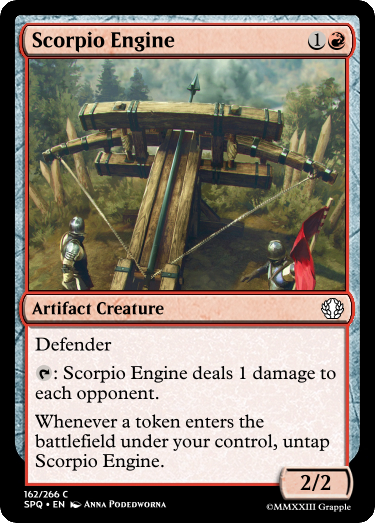 Scorpio Engine 1
Artifact Creature
Defender
: Scorpio Engine deals 1 damage to
each opponent.
Whenever a token enters the
battlefield under your control, untap
Scorpio Engine.
2/2
162/266 C
SPQ • EN Anna Podedworna
©MMXXIII Grapple